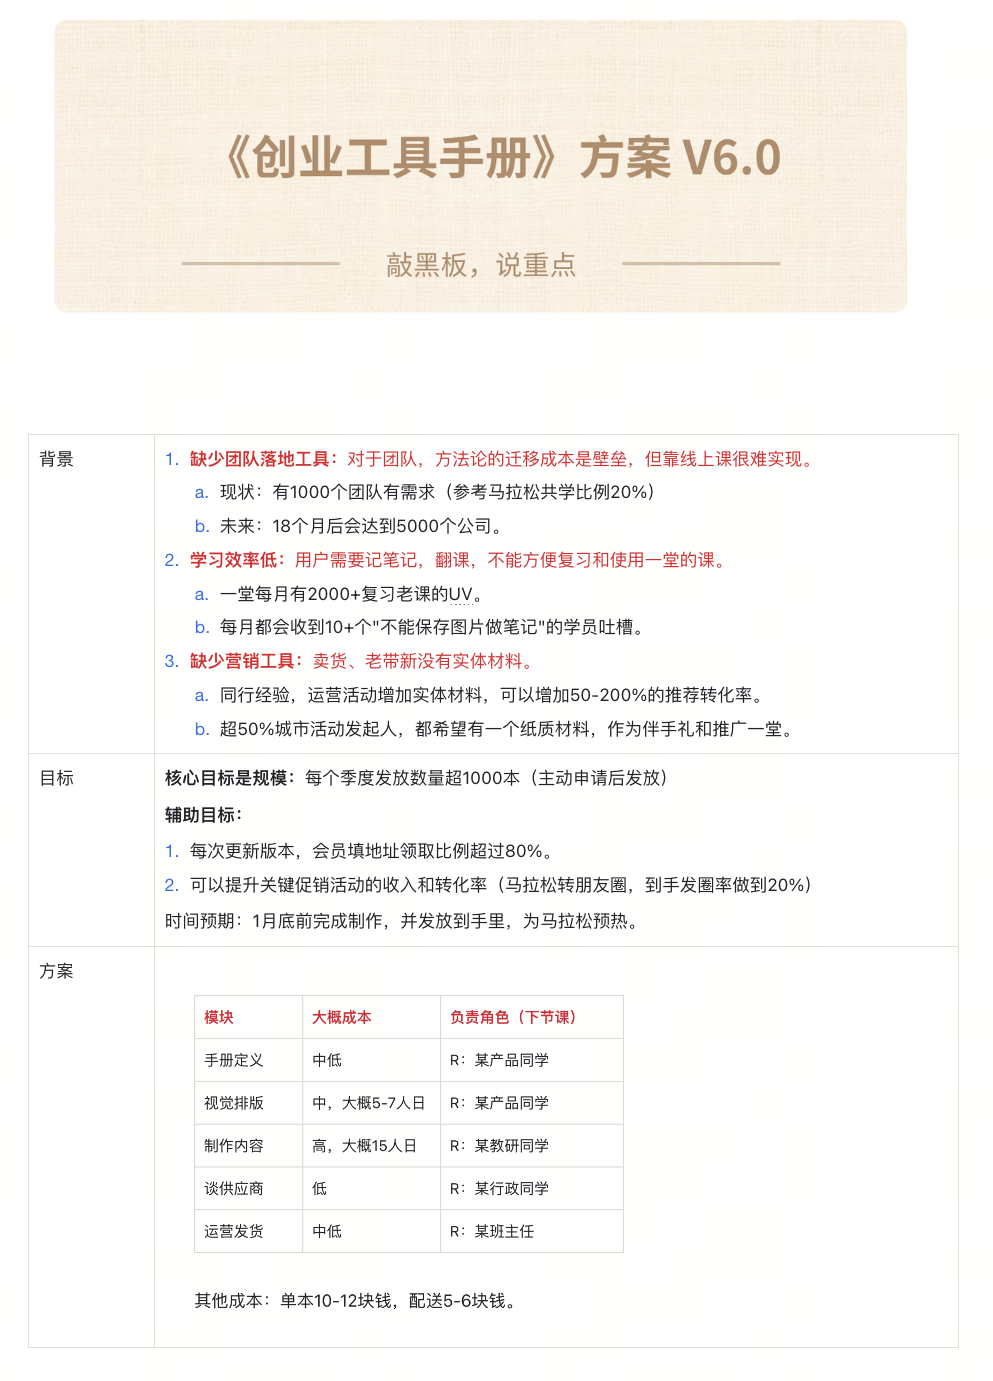 《创业工具手册》方案 V6.0
敲黑板，说重点
背景
1. 缺少团队落地工具：对于团队，方法论的迁移成本是壁垒，但靠线上课很难实现。
a. 现状：有1000个团队有需求（参考马拉松共学比例20%）
b. 未来：18个月后会达到5000个公司。
2. 学习效率低：用户需要记笔记，翻课，不能方便复习和使用一堂的课。
a. 一堂每月有2000+复习老课的UV。
b. 每月都会收到10+个"不能保存图片做笔记"的学员吐槽。
3. 缺少营销工具：卖货、老带新没有实体材料。
a. 同行经验，运营活动增加实体材料，可以增加50-200%的推荐转化率。
b. 超50%城市活动发起人，都希望有一个纸质材料，作为伴手礼和推广一堂。
目标
核心目标是规模：每个季度发放数量超1000本（主动申请后发放）
辅助目标：
1. 每次更新版本，会员填地址领取比例超过80%。
2. 可以提升关键促销活动的收入和转化率（马拉松转朋友圈，到手发圈率做到20%）
时间预期：1月底前完成制作，并发放到手里，为马拉松预热。
方案
模块 大概成本 负责角色（下节课）
手册定义 中低 R：某产品同学
视觉排版 中，大概5-7人日 R：某产品同学
制作内容 高，大概15人日 R：某教研同学
谈供应商 低 R：某行政同学
运营发货 中低 R：某班主任
其他成本：单本10-12块钱，配送5-6块钱。